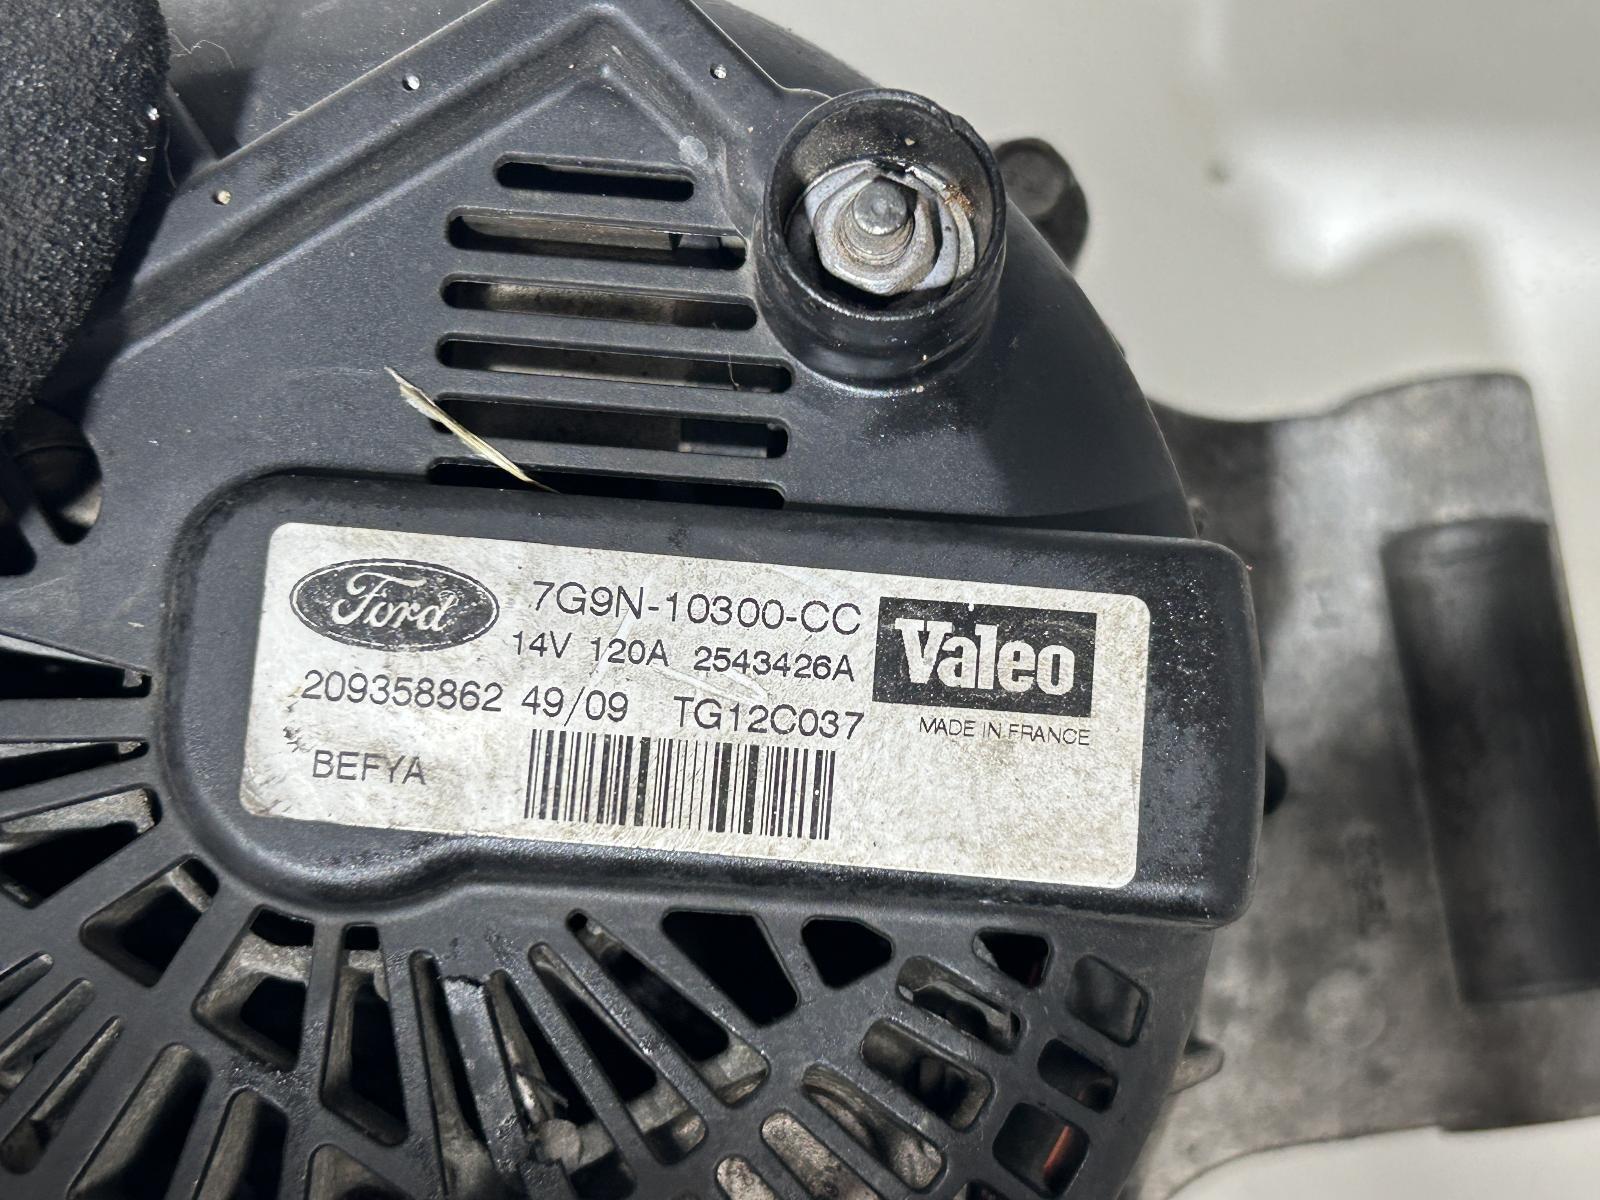 Ford 7G9N-10300-CC Valeo
14V 120A 2543426A
209358862 49/09 TG12C037
MADE IN FRANCE
BEFYA